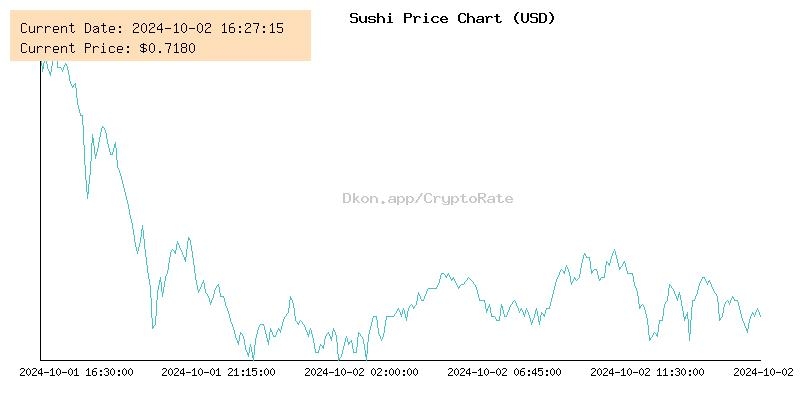 Sushi Price Chart (USD)
Current Date: 2024-10-02 16:27:15
Current Price: $0.7180
Dkon.app/CryptoRate
2024-10-01 16:30:00 2024-10-01 21:15:00 2024-10-02 02:00:00 2024-10-02 06:45:00 2024-10-02 11:30:00 2024-10-02